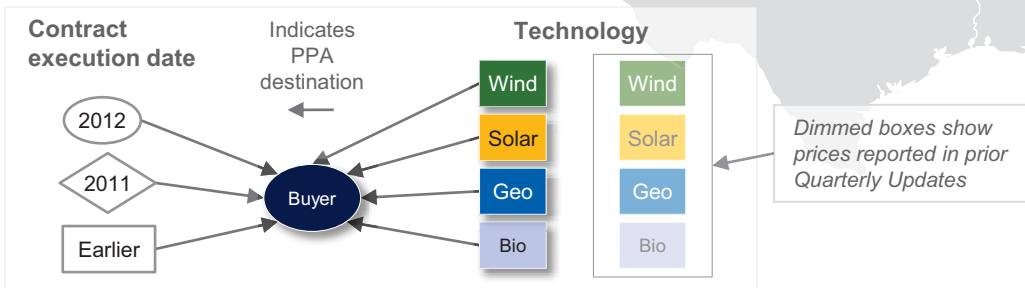 Contract
execution date
Indicates
PPA
destination
Technology
2012
2011
Earlier
Buyer
Wind
Solar
Geo
Bio
Wind
Solar
Geo
Bio
Dimmed boxes show
prices reported in prior
Quarterly Updates